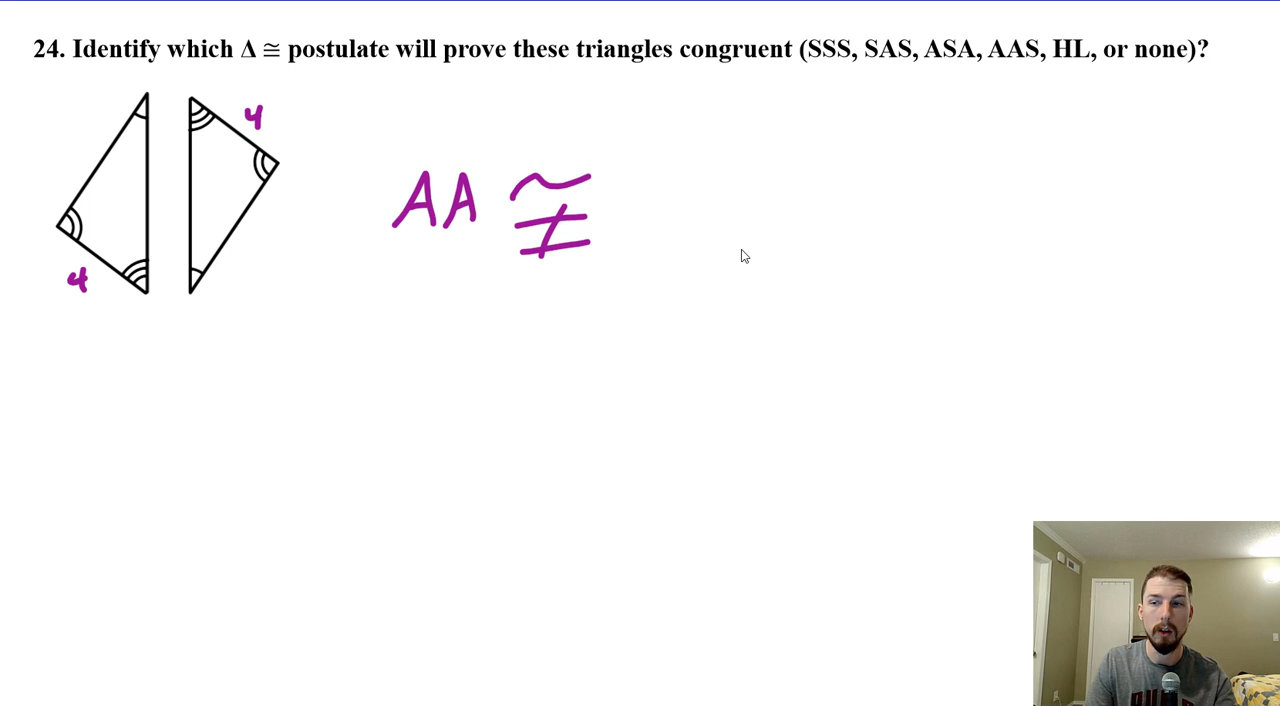 24. Identify which Δ ≅ postulate will prove these triangles congruent (SSS, SAS, ASA, AAS, HL, or none)?
4
AA ≇
4